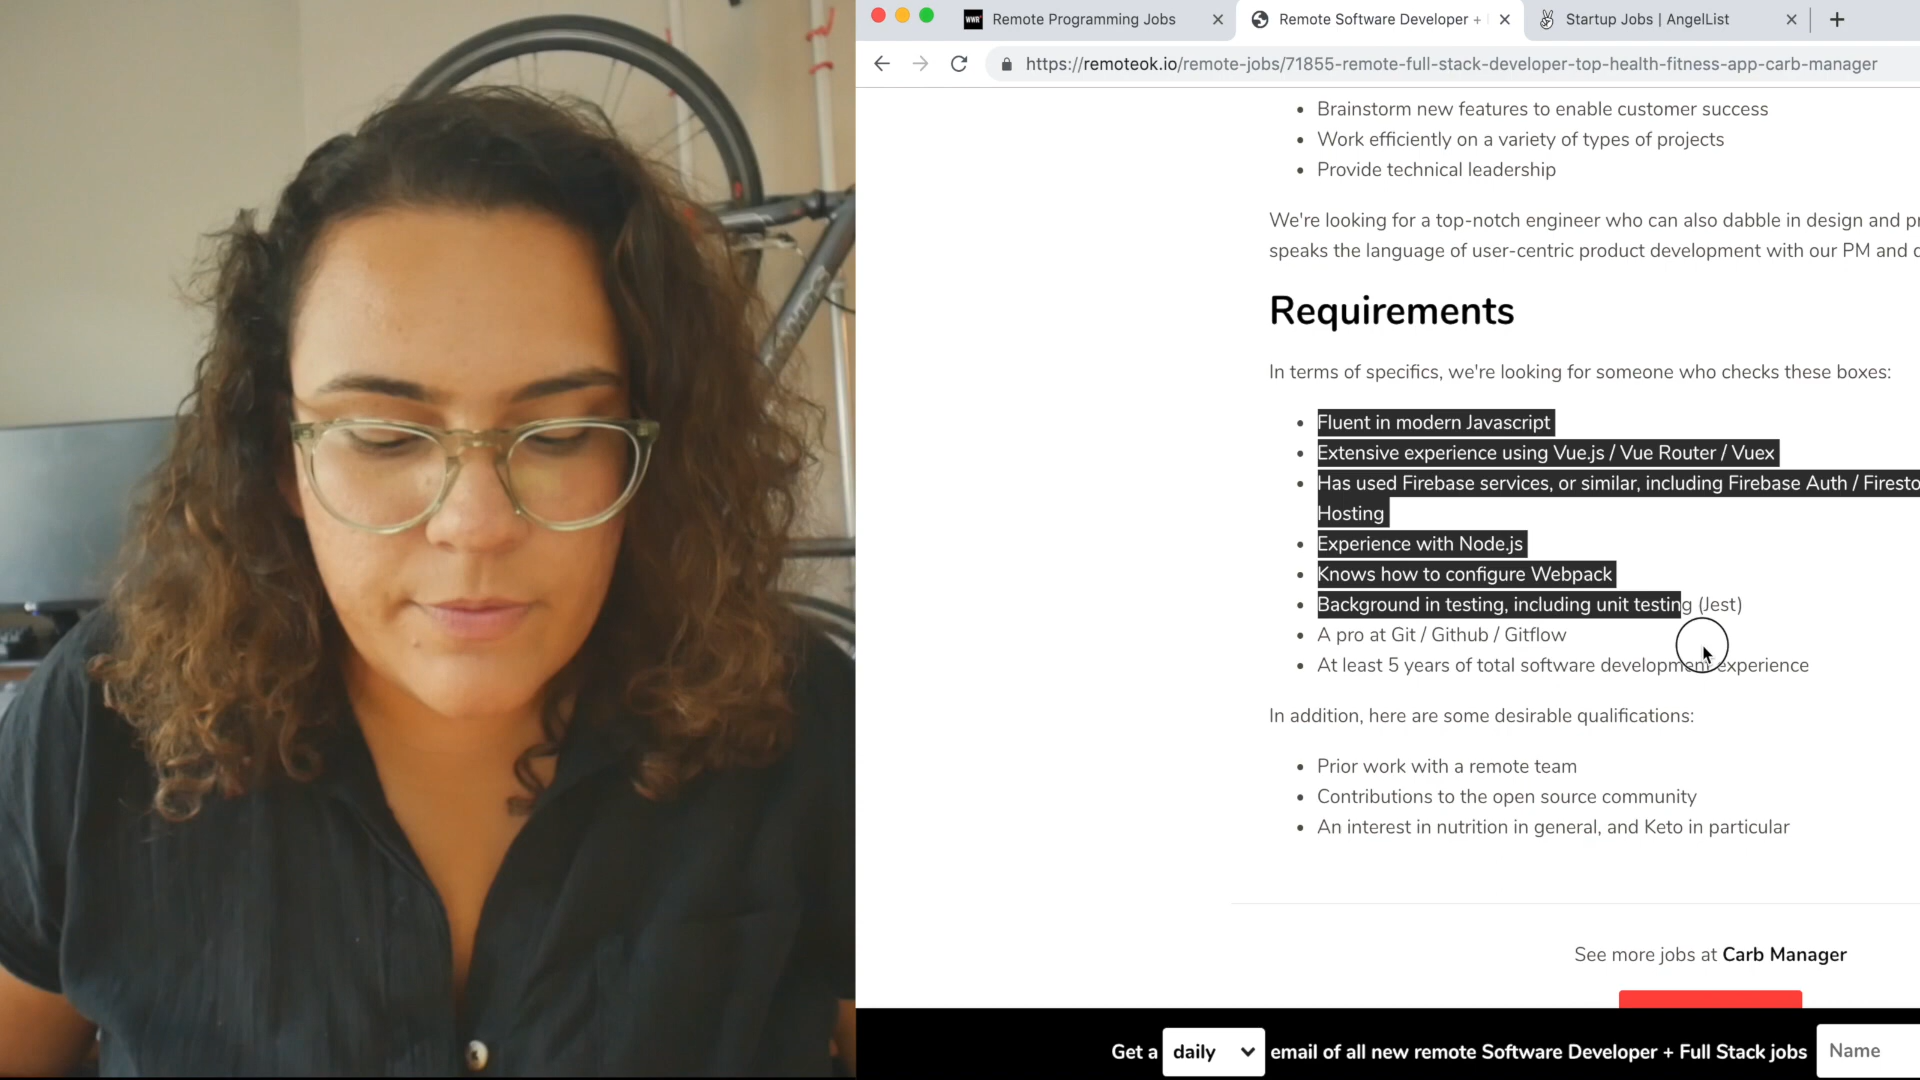 Remote Programming Jobs
Remote Software Developer +
Startup Jobs | AngelList
https://remoteok.io/remote-jobs/71855-remote-full-stack-developer-top-health-fitness-app-carb-manager
Brainstorm new features to enable customer success
Work efficiently on a variety of types of projects
Provide technical leadership
We're looking for a top-notch engineer who can also dabble in design and
speaks the language of user-centric product development with our PM and
Requirements
In terms of specifics, we're looking for someone who checks these boxes:
Fluent in modern Javascript
Extensive experience using Vue.js / Vue Router / Vuex
Has used Firebase services, or similar, including Firebase Auth / Firesto
Hosting
Experience with Node.js
Knows how to configure Webpack
Background in testing, including unit testing (Jest)
A pro at Git / Github / Gitflow
At least 5 years of total software development experience
In addition, here are some desirable qualifications:
Prior work with a remote team
Contributions to the open source community
An interest in nutrition in general, and Keto in particular
See more jobs at Carb Manager
Get a daily email of all new remote Software Developer + Full Stack jobs Name